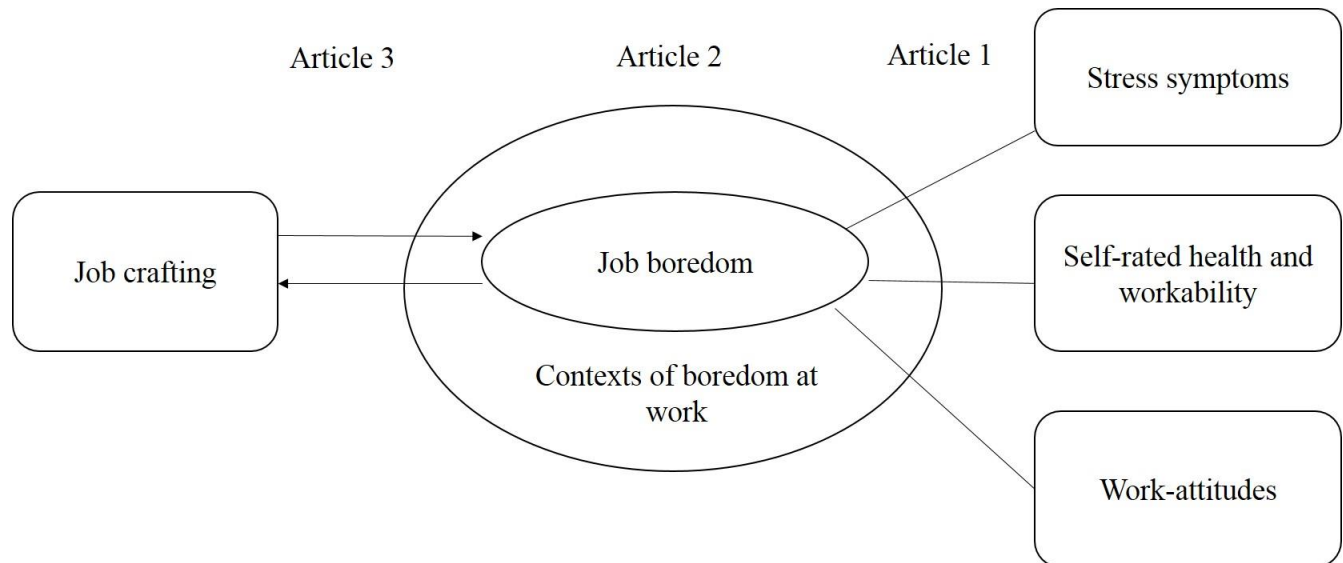 Article 3
Article 2
Article 1
Stress symptoms
Job crafting
Job boredom
Self-rated health and
workability
Contexts of boredom at
work
Work-attitudes